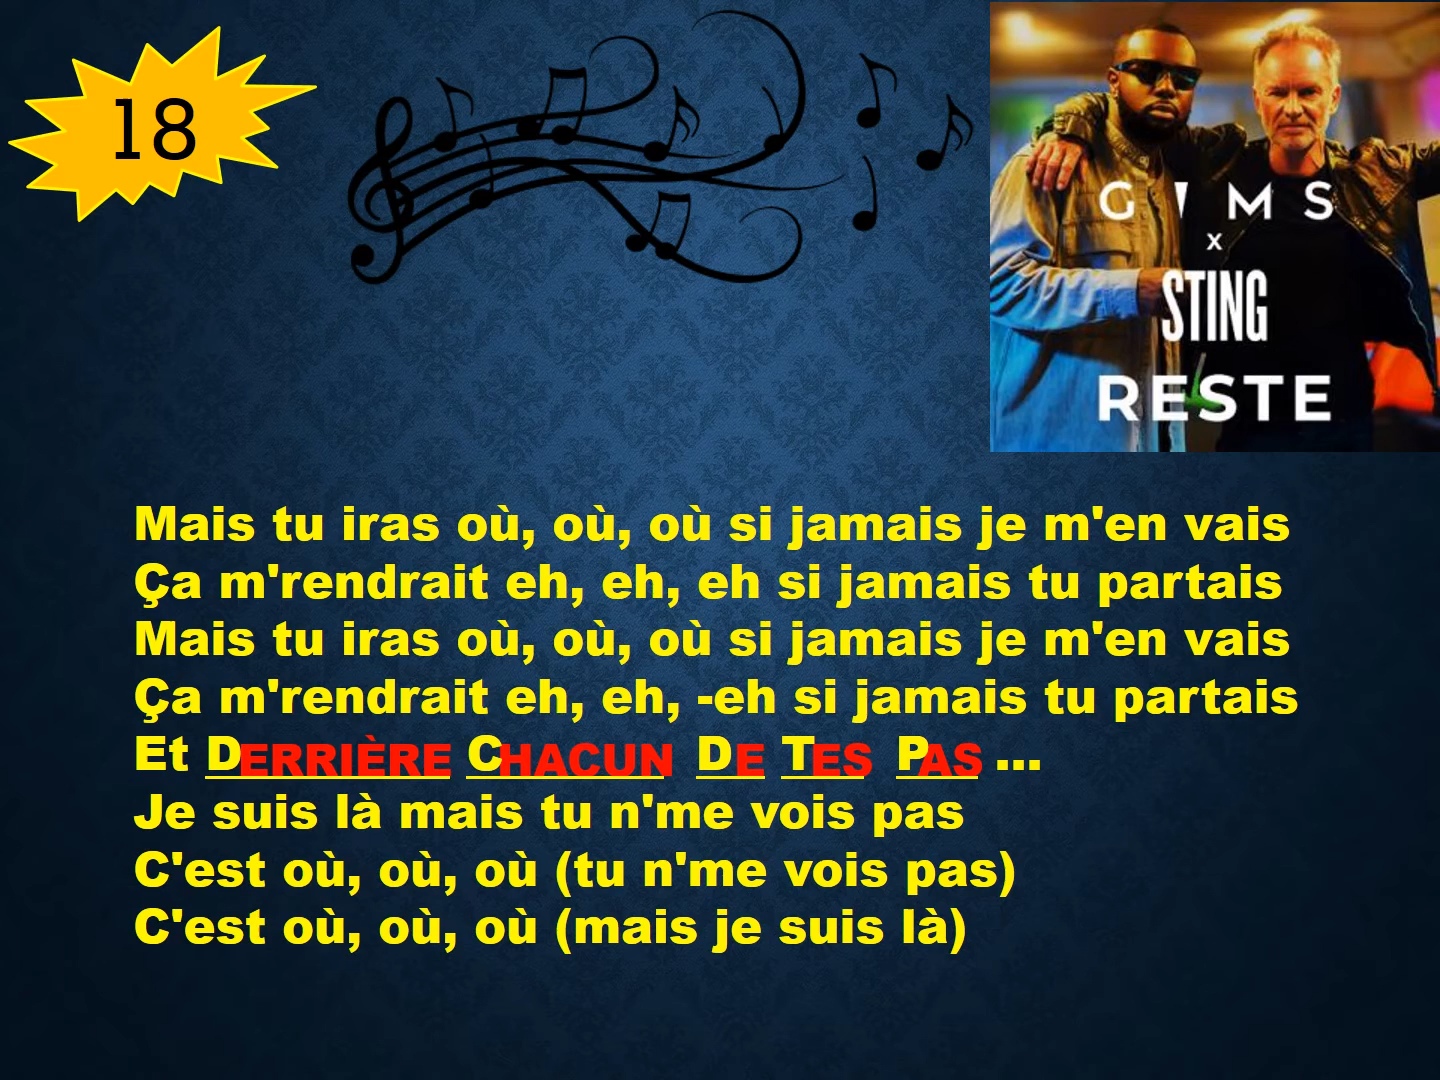 18
GIMS
x
STING
RESTE
Mais tu iras où, où, où si jamais je m'en vais
Ça m'rendrait eh, eh, eh si jamais tu partais
Mais tu iras où, où, où si jamais je m'en vais
Ça m'rendrait eh, eh, -eh si jamais tu partais
Et DERRIÈRE CHACUN DE TES PAS ...
Je suis là mais tu n'me vois pas
C'est où, où, où (tu n'me vois pas)
C'est où, où, où (mais je suis là)